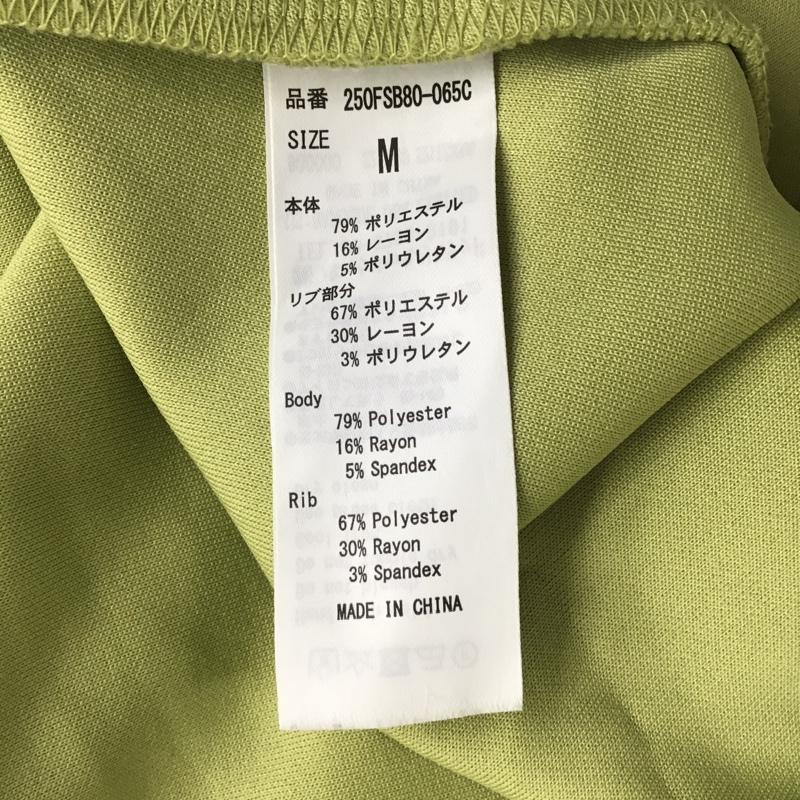 品番 250FSB80-065C
SIZE M
本体
79% ポリエステル
16% レーヨン
5% ポリウレタン
リブ部分
67% ポリエステル
30% レーヨン
3% ポリウレタン
Body
79% Polyester
16% Rayon
5% Spandex
Rib
67% Polyester
30% Rayon
3% Spandex
MADE IN CHINA